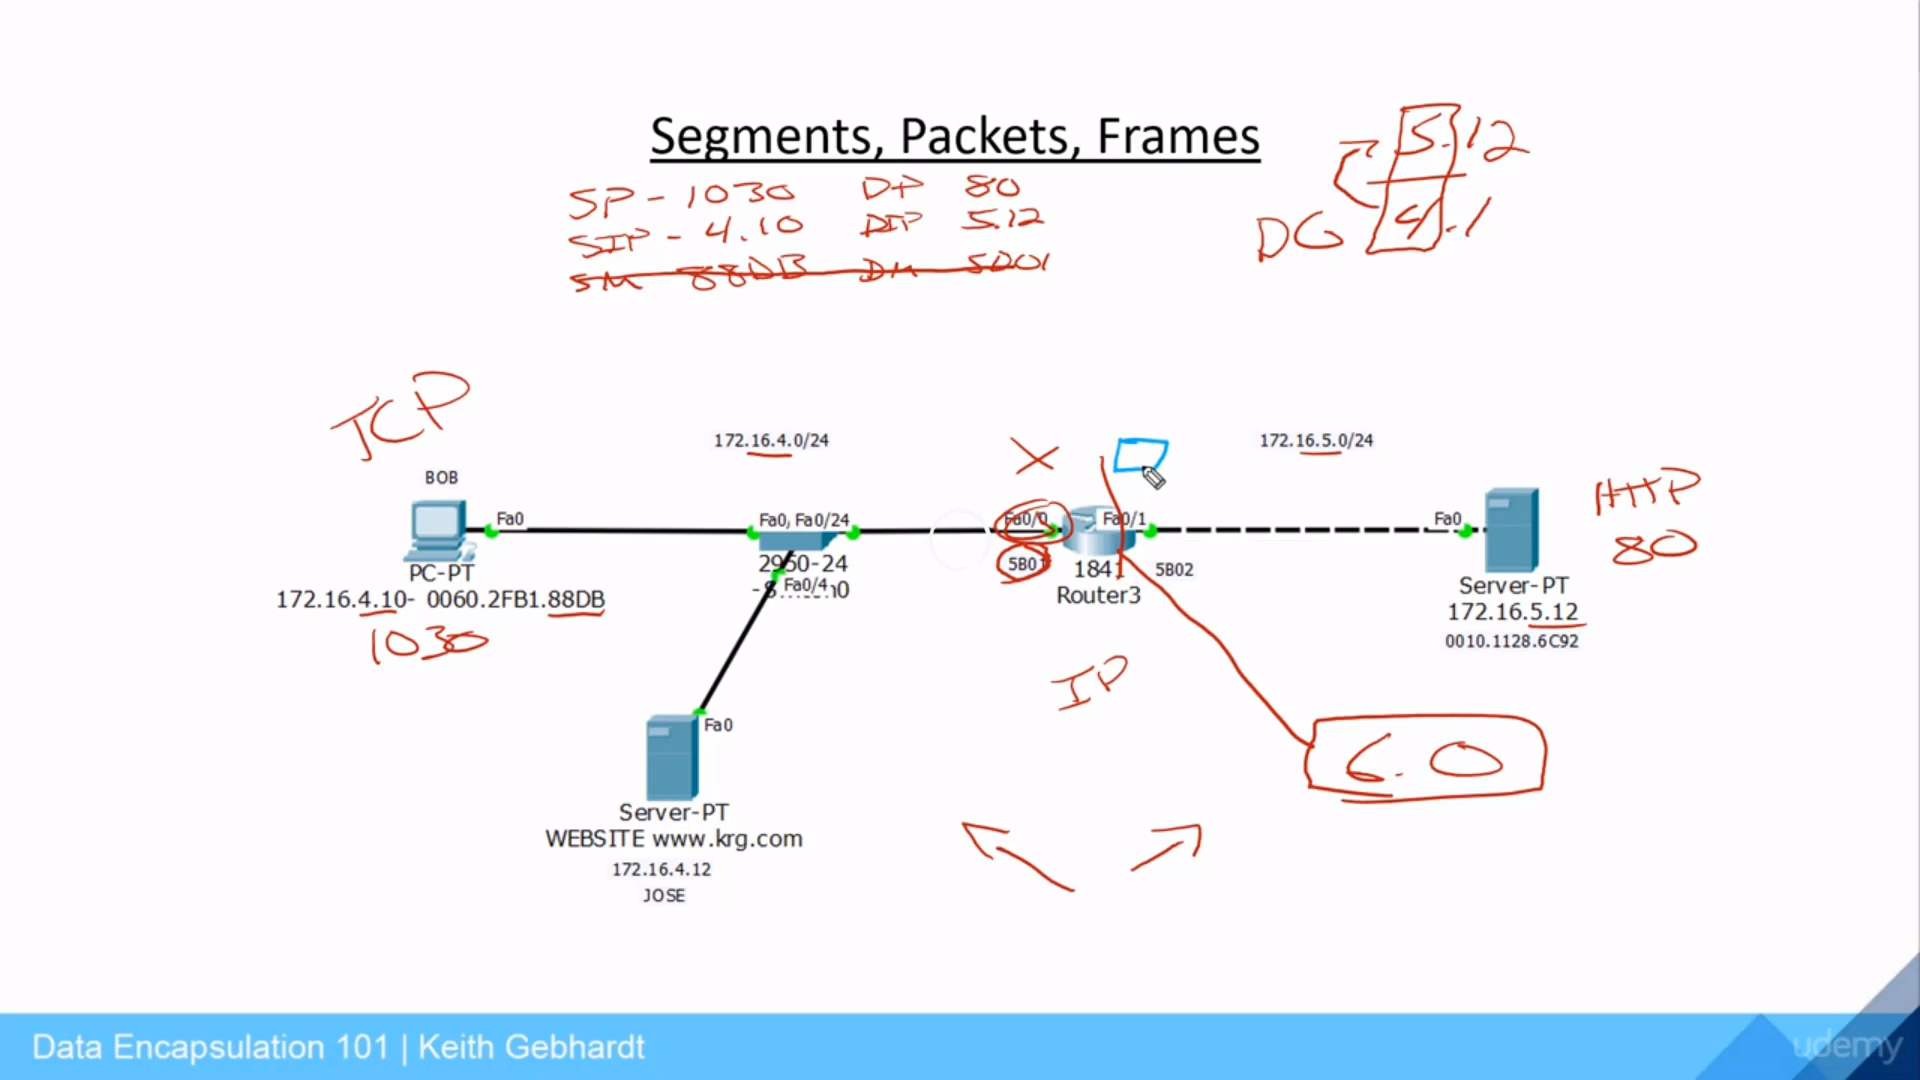 Segments, Packets, Frames
5.12
SP - 1030 DP 80
SIP - 4.10 DIP 5.12
DG 4.1
SM 88DB DM 5B01
TCP
172.16.4.0/24
X
172.16.5.0/24
BOB
HTTP
80
Fa0
Fa0, Fa0/24
Fa0/0
Fa0/1
Fa0
PC-PT
2950-24
5B01
1841
5B02
Router3
Server-PT
172.16.4.10- 0060.2FB1.88DB
Fa0/4
172.16.5.12
1030
0010.1128.6C92
IP
Fa0
6.0
Server-PT
WEBSITE www.krg.com
172.16.4.12
JOSE
Data Encapsulation 101 | Keith Gebhardt
udemy